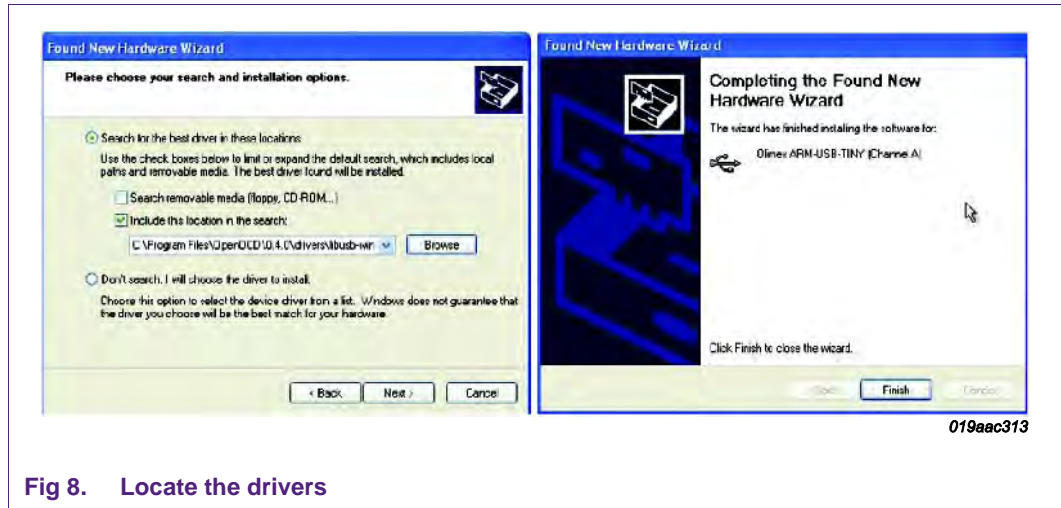 Found New Hardware Wizard
Please choose your search and installation options.
Search for the best driver in these locations.
Use the check boxes below to limit or expand the default search, which includes local
paths and removable media. The best driver found will be installed.
Search removable media (floppy, CD-ROM...)
Include this location in the search:
C:\Program Files\OpenOCD\0.4.0\drivers\libusb-win
Browse
Don't search. I will choose the driver to install.
Choose this option to select the device driver from a list. Windows does not guarantee that
the driver you choose will be the best match for your hardware.
< Back
Next >
Cancel
Found New Hardware Wizard
Completing the Found New
Hardware Wizard
The wizard has finished installing the software for:
Olimex ARM-USB-TINY (Channel A)
Click Finish to close the wizard.
Finish
Cancel
019aac313
Fig 8. Locate the drivers